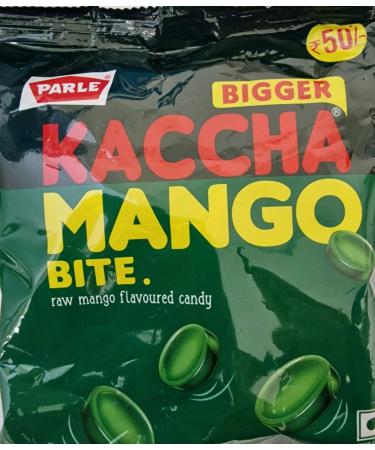 ₹50/-
PARLE®
BIGGER
KACCHA®
MANGO
BITE.
raw mango flavoured candy